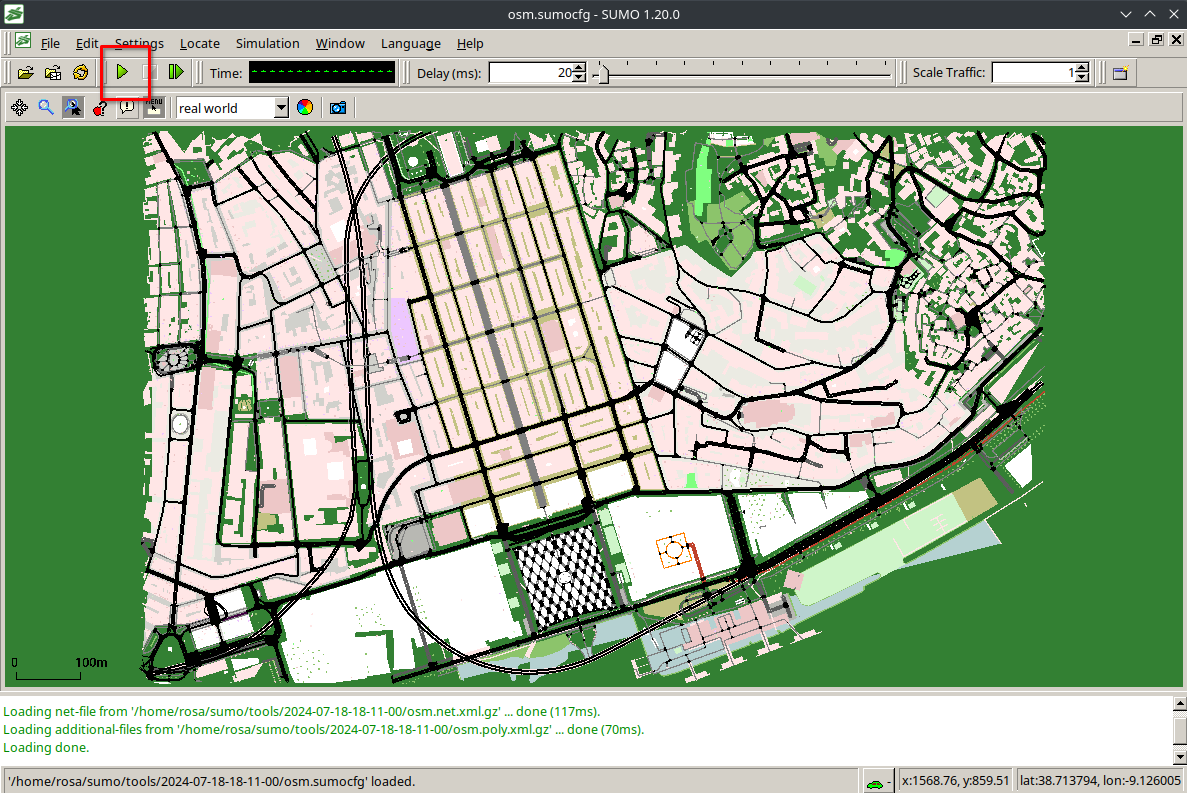 osm.sumocfg - SUMO 1.20.0
File Edit Settings Locate Simulation Window Language Help
Time: Delay (ms): 20 Scale Traffic: 1
MENU real world
0 100m
Loading net-file from '/home/rosa/sumo/tools/2024-07-18-18-11-00/osm.net.xml.gz' ... done (117ms).
Loading additional-files from '/home/rosa/sumo/tools/2024-07-18-18-11-00/osm.poly.xml.gz' ... done (70ms).
Loading done.
'/home/rosa/sumo/tools/2024-07-18-18-11-00/osm.sumocfg' loaded. - x:1568.76, y:859.51 lat:38.713794, lon:-9.126005